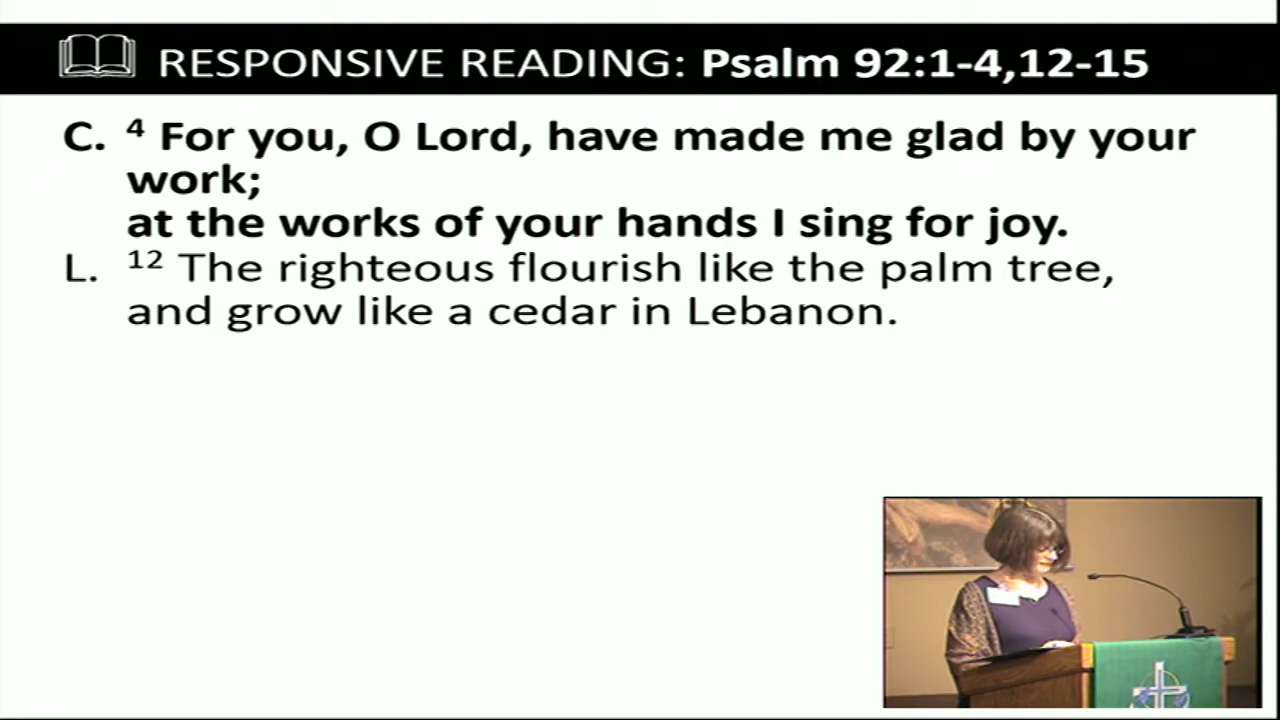 RESPONSIVE READING: Psalm 92:1-4,12-15
C. ⁴ For you, O Lord, have made me glad by your
work;
at the works of your hands I sing for joy.
L. ¹² The righteous flourish like the palm tree,
and grow like a cedar in Lebanon.